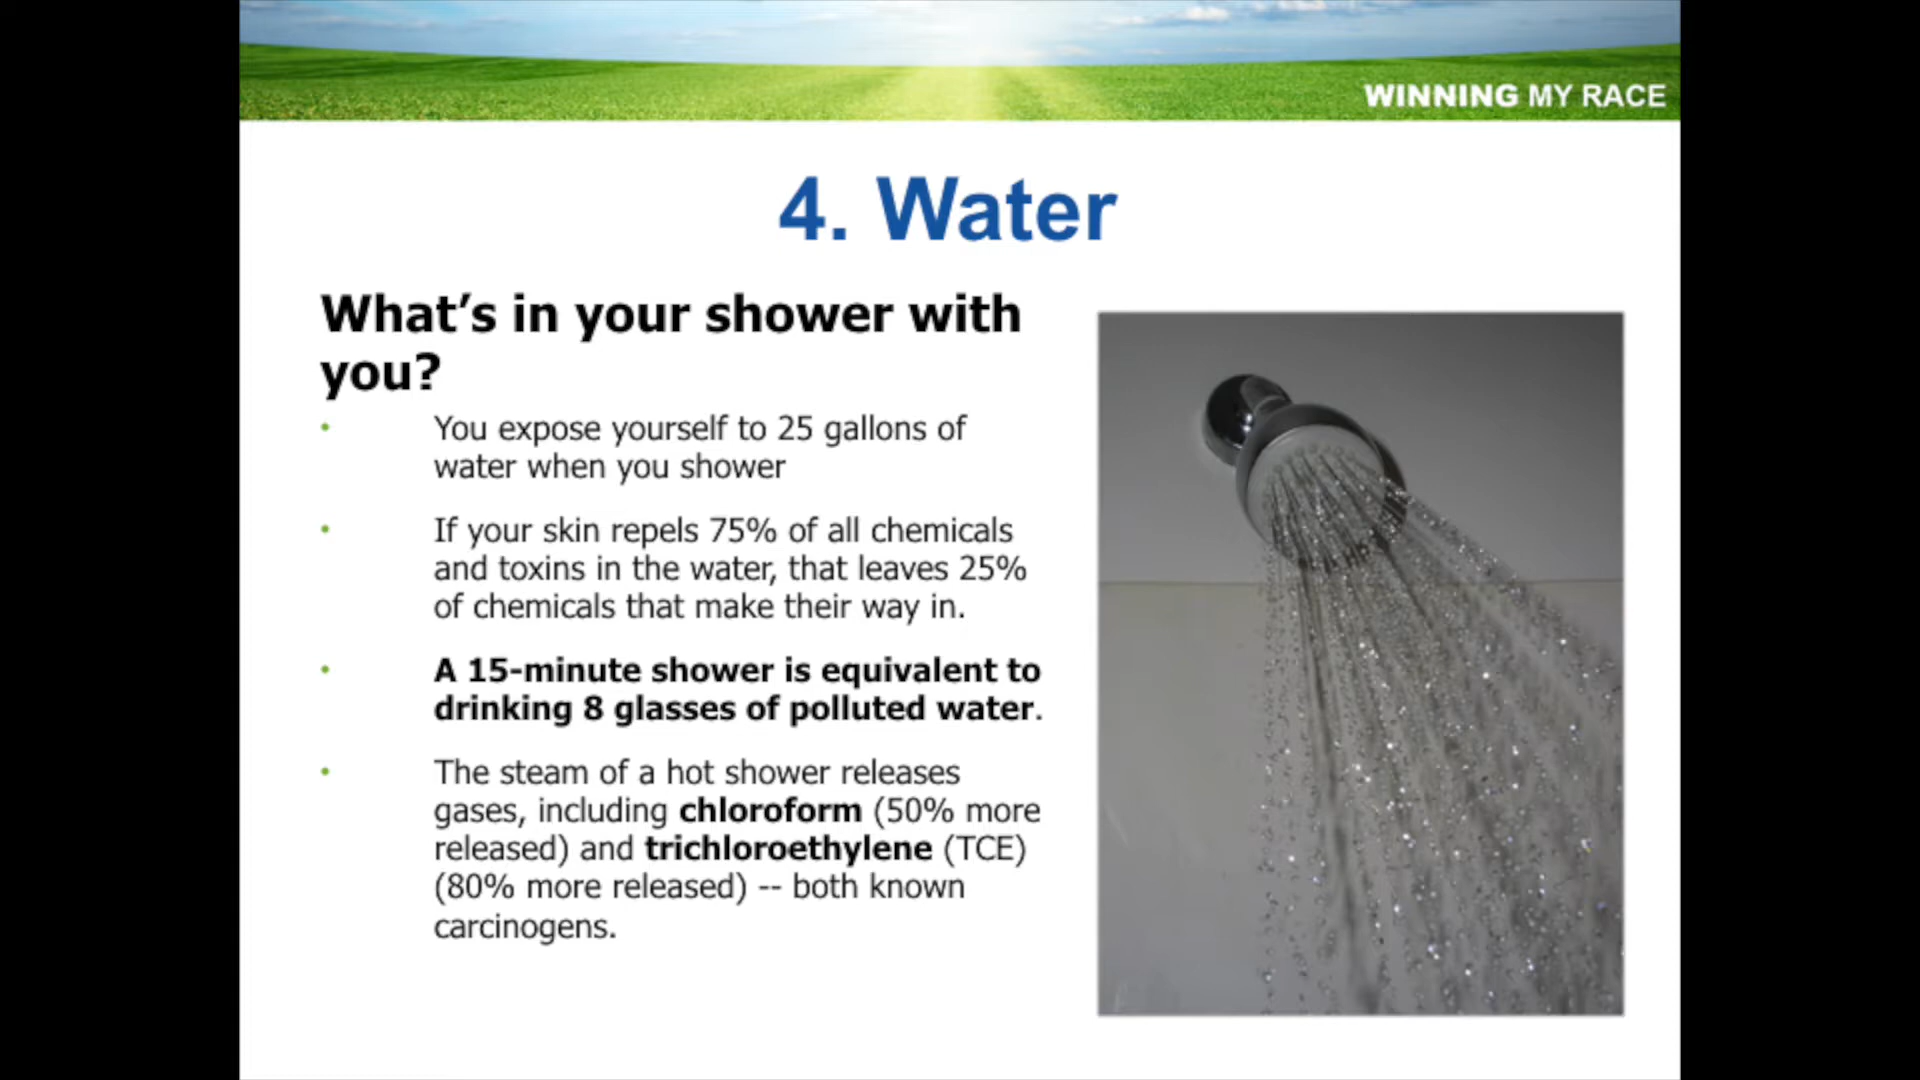 WINNING MY RACE
4. Water
What’s in your shower with
you?
• You expose yourself to 25 gallons of
water when you shower
• If your skin repels 75% of all chemicals
and toxins in the water, that leaves 25%
of chemicals that make their way in.
• A 15-minute shower is equivalent to
drinking 8 glasses of polluted water.
• The steam of a hot shower releases
gases, including chloroform (50% more
released) and trichloroethylene (TCE)
(80% more released) -- both known
carcinogens.